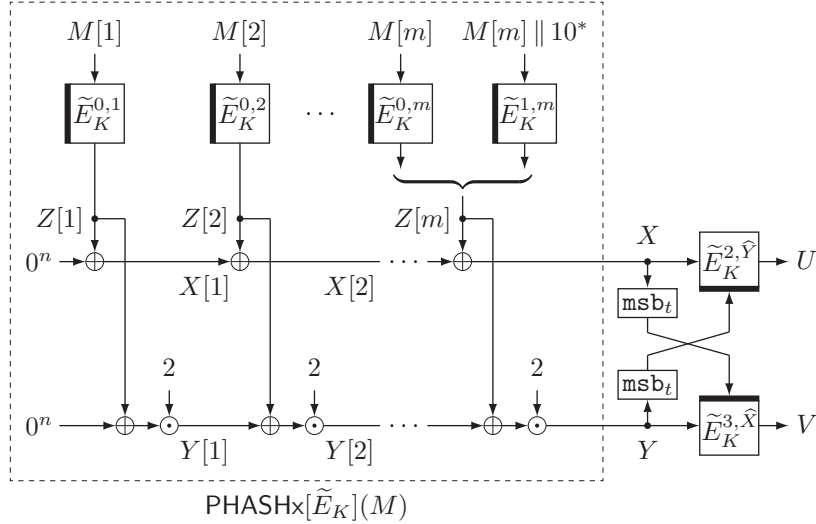 M[1] M[2] M[m] M[m] ∥ 10*
Ẽ_K^{0,1} Ẽ_K^{0,2} ··· Ẽ_K^{0,m} Ẽ_K^{1,m}
Z[1] Z[2] Z[m]
X
0^n X[1] X[2] ··· Ẽ_K^{2,Ŷ} U
msb_t
2 2 2
msb_t
0^n Y[1] Y[2] ··· Y Ẽ_K^{3,X̂} V
PHASHx[Ẽ_K](M)